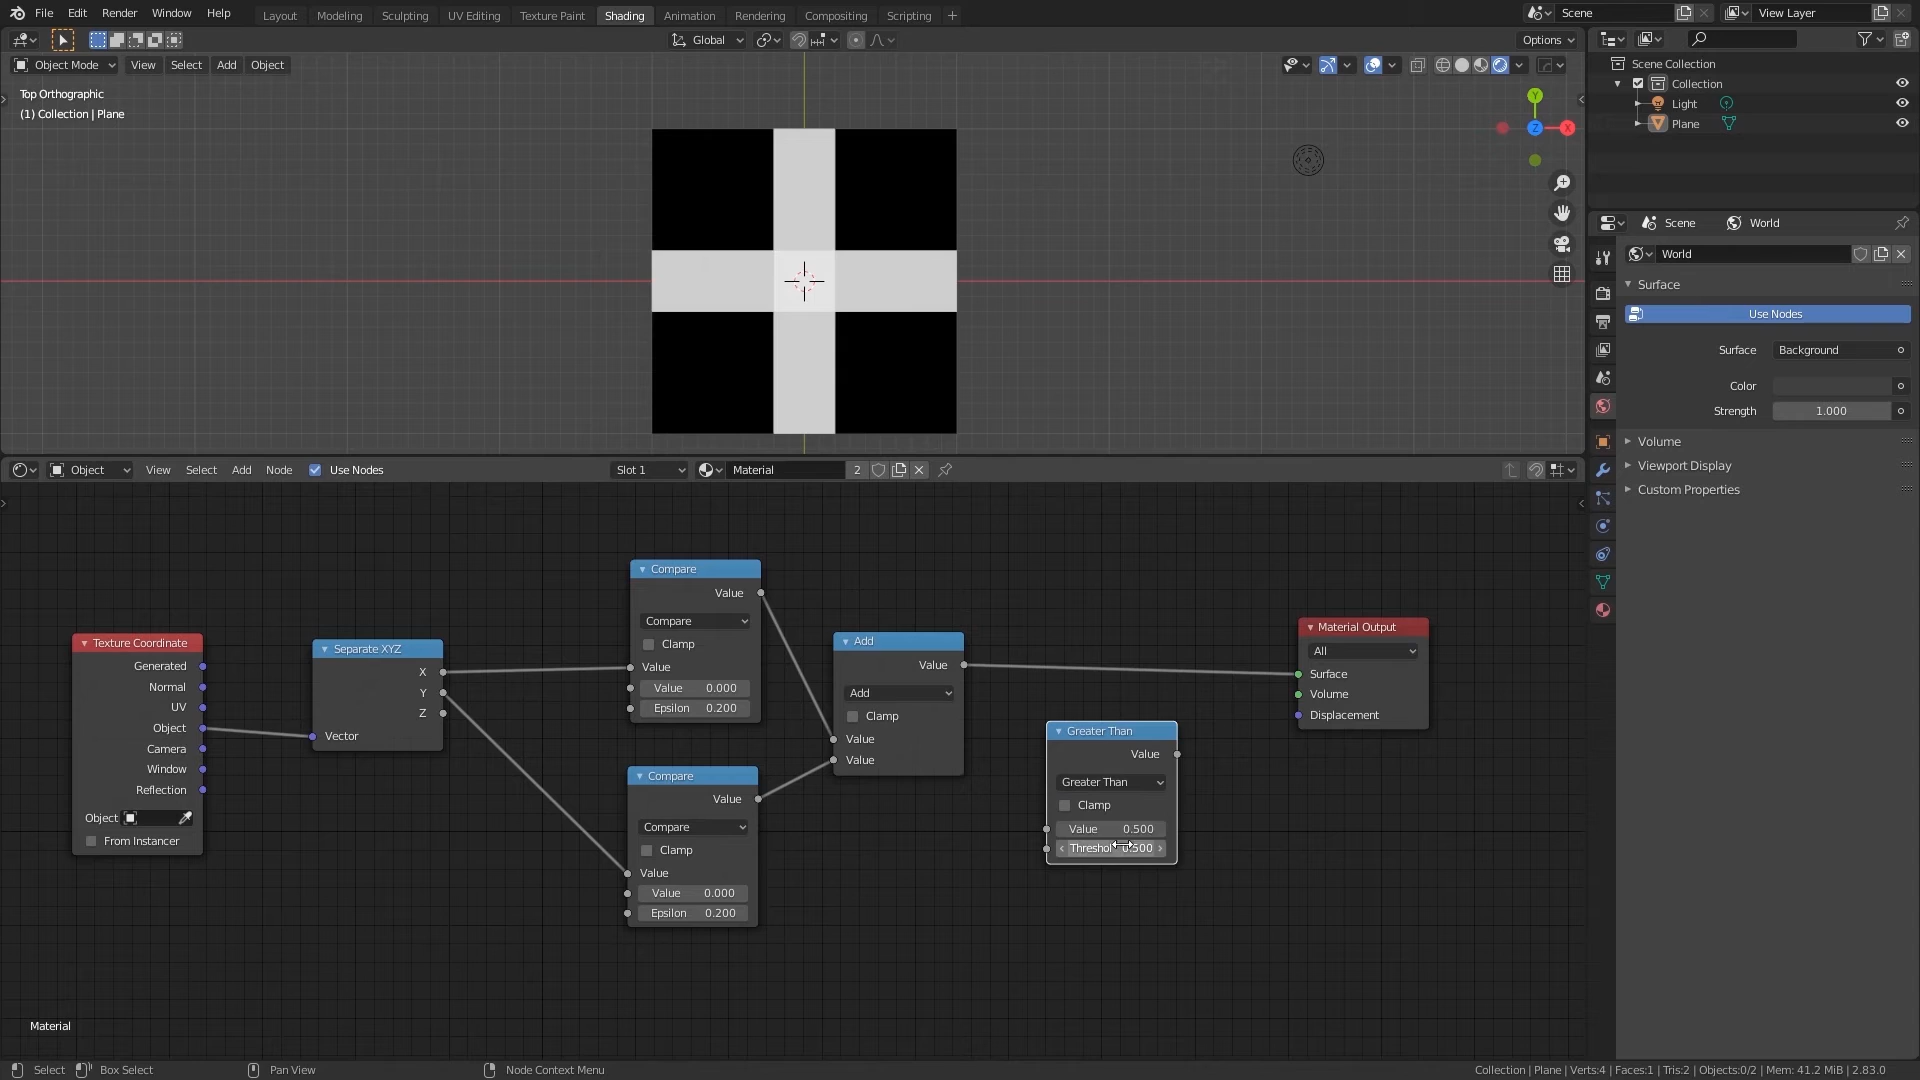 File Edit Render Window Help Layout Modeling Sculpting UV Editing Texture Paint Shading Animation Rendering Compositing Scripting + Scene View Layer
Global Options
Object Mode View Select Add Object
Top Orthographic
(1) Collection | Plane
Y
X
Z
Scene Collection
Collection
Light
Plane
Scene World
World
Surface
Use Nodes
Surface Background
Color
Strength 1.000
Volume
Viewport Display
Custom Properties
Object View Select Add Node Use Nodes Slot 1 Material 2
Texture Coordinate
Generated
Normal
UV
Object
Camera
Window
Reflection
Object
From Instancer
Separate XYZ
X
Y
Z
Vector
Compare
Value
Compare
Clamp
Value
Value 0.000
Epsilon 0.200
Compare
Value
Compare
Clamp
Value
Value 0.000
Epsilon 0.200
Add
Value
Add
Clamp
Value
Value
Greater Than
Value
Greater Than
Clamp
Value 0.500
Threshol 0.500
Material Output
All
Surface
Volume
Displacement
Material
Select Box Select Pan View Node Context Menu Collection | Plane | Verts:4 | Faces:1 | Tris:2 | Objects:0/2 | Mem: 41.2 MiB | 2.83.0